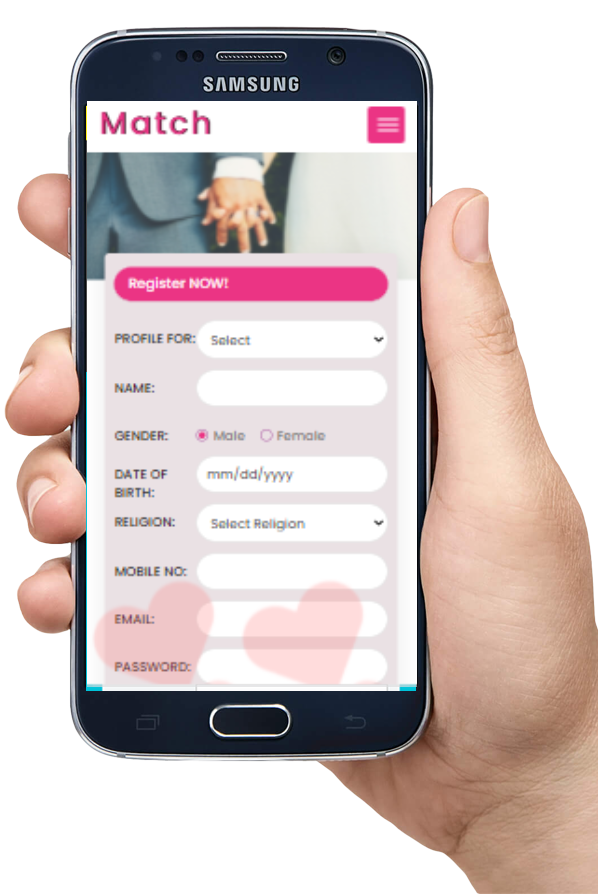 SAMSUNG
Match
Register NOW!
PROFILE FOR: Select
NAME:
GENDER: Male Female
DATE OF mm/dd/yyyy
BIRTH:
RELIGION: Select Religion
MOBILE NO:
EMAIL:
PASSWORD: